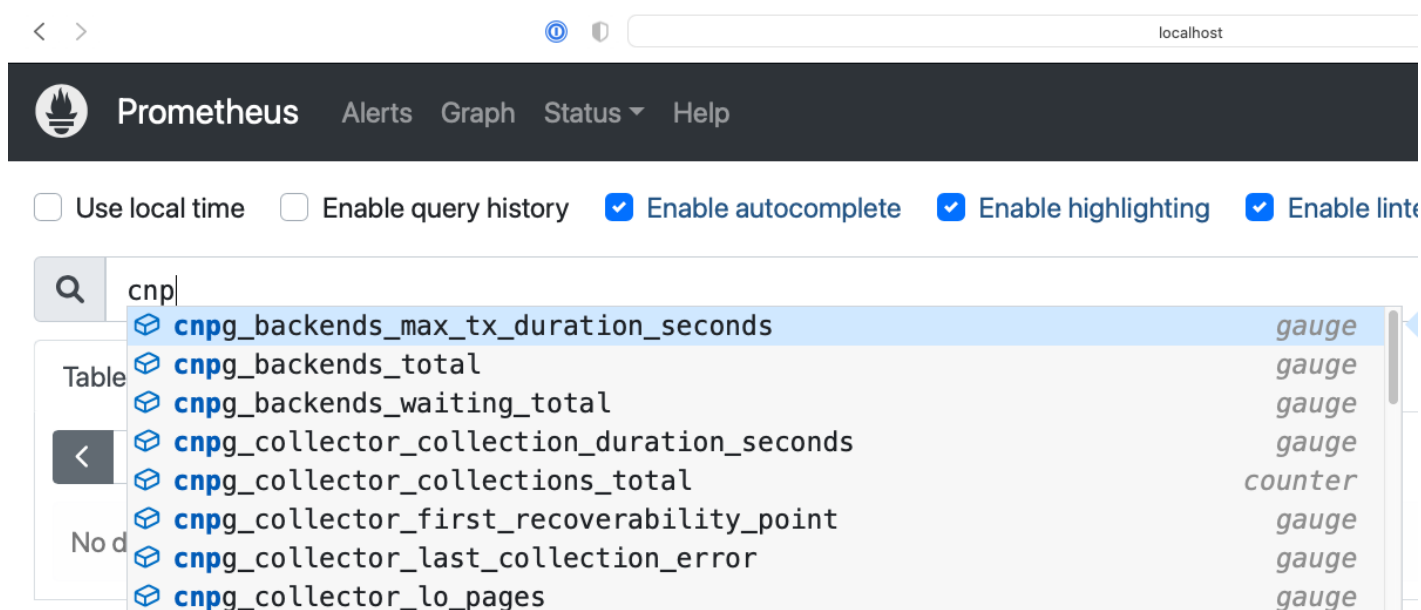 localhost
Prometheus Alerts Graph Status Help
Use local time Enable query history Enable autocomplete Enable highlighting Enable
cnp
cnpg_backends_max_tx_duration_seconds gauge
cnpg_backends_total gauge
Table
cnpg_backends_waiting_total gauge
cnpg_collector_collection_duration_seconds gauge
cnpg_collector_collections_total counter
cnpg_collector_first_recoverability_point gauge
No
cnpg_collector_last_collection_error gauge
cnpg_collector_lo_pages gauge